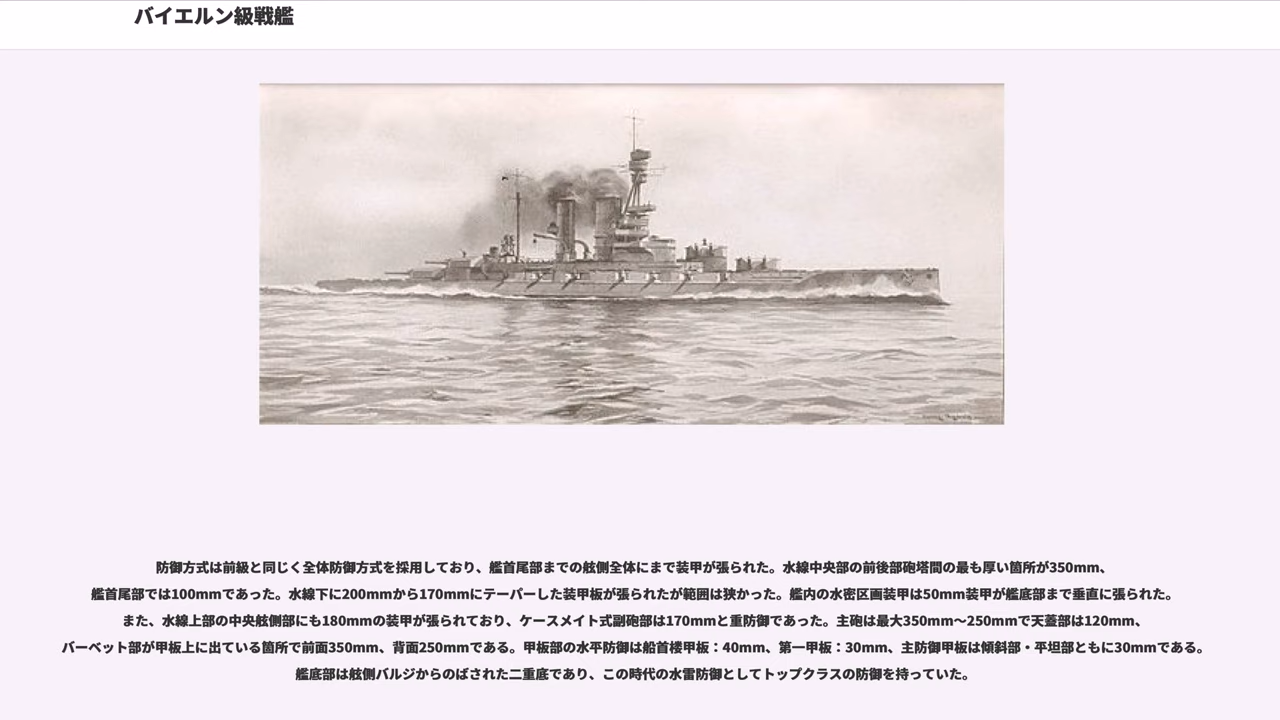 バイエルン級戦艦
防御方式は前級と同じく全体防御方式を採用しており、艦首尾部までの舷側全体にまで装甲が張られた。水線中央部の前後部砲塔間の最も厚い箇所が350mm、
艦首尾部では100mmであった。水線下に200mmから170mmにテーパーした装甲板が張られたが範囲は狭かった。艦内の水密区画装甲は50mm装甲が艦底部まで垂直に張られた。
また、水線上部の中央舷側部にも180mmの装甲が張られており、ケースメイト式副砲部は170mmと重防御であった。主砲は最大350mm～250mmで天蓋部は120mm、
バーベット部が甲板上に出ている箇所で前面350mm、背面250mmである。甲板部の水平防御は船首楼甲板：40mm、第一甲板：30mm、主防御甲板は傾斜部・平坦部ともに30mmである。
艦底部は舷側バルジからのばされた二重底であり、この時代の水雷防御としてトップクラスの防御を持っていた。